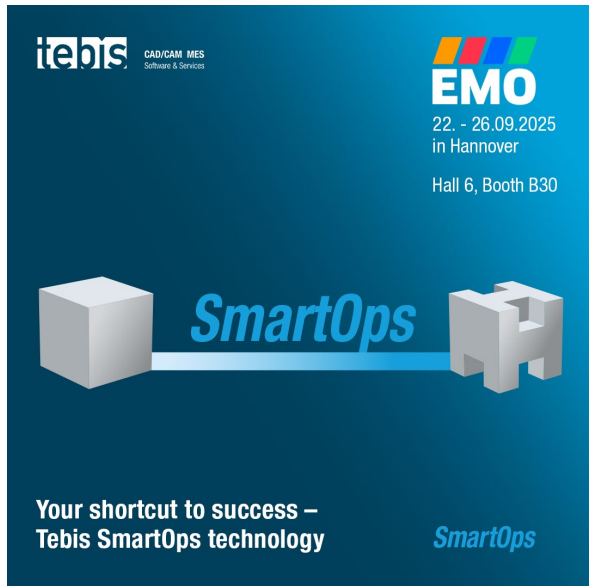 tebis
CAD/CAM MES
Software & Services
EMO
22. - 26.09.2025
in Hannover
Hall 6, Booth B30
SmartOps
Your shortcut to success –
Tebis SmartOps technology
SmartOps